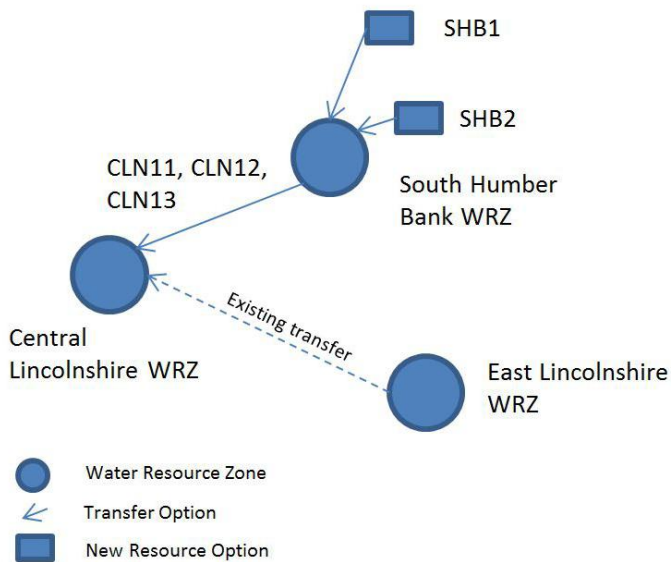 SHB1
SHB2
CLN11, CLN12,
CLN13
South Humber
Bank WRZ
Existing transfer
Central
Lincolnshire WRZ
East Lincolnshire
WRZ
Water Resource Zone
Transfer Option
New Resource Option